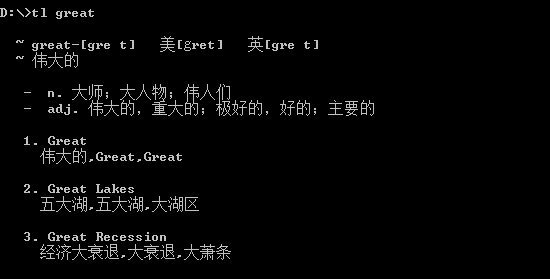 D:\>tl great
~ great-[gre t] 美[gret] 英[gre t]
~ 伟大的
- n. 大师；大人物；伟人们
- adj. 伟大的，重大的；极好的，好的；主要的
1. Great
伟大的,Great,Great
2. Great Lakes
五大湖,五大湖,大湖区
3. Great Recession
经济大衰退,大衰退,大萧条